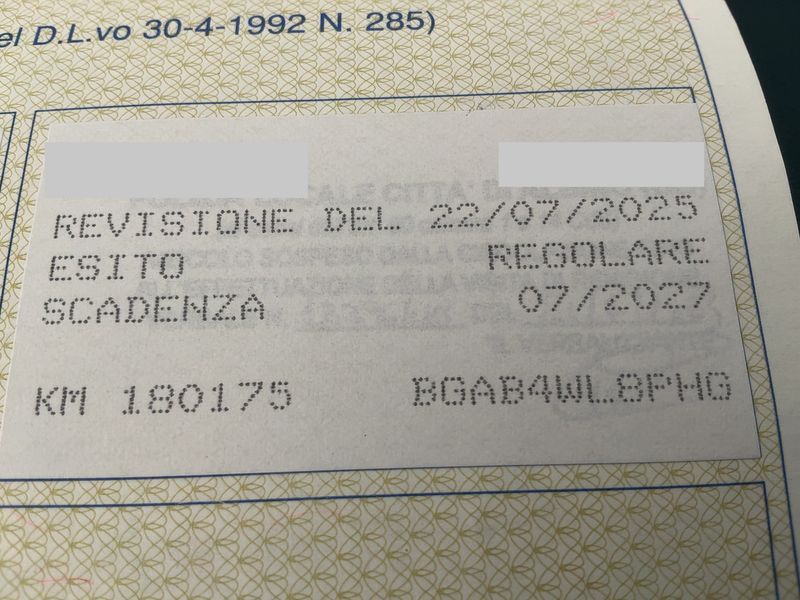 el D.L.vo 30-4-1992 N. 285)
REVISIONE DEL 22/07/2025
ESITO REGOLARE
SCADENZA 07/2027
KM 180175 BGAB4WL8PHG